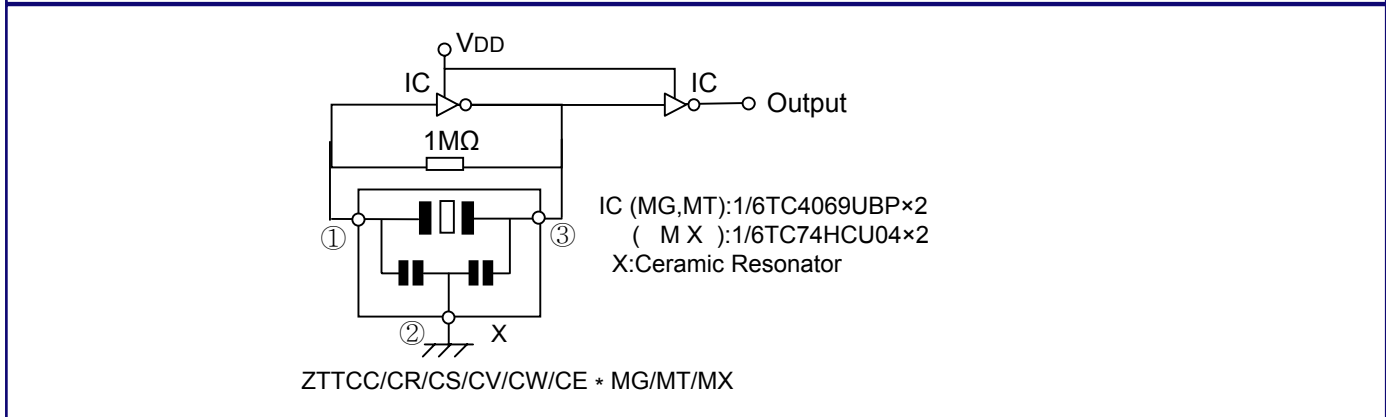 VDD
IC
IC
Output
1MΩ
IC (MG,MT):1/6TC4069UBP×2
( M X ):1/6TC74HCU04×2
X:Ceramic Resonator
①
③
②
X
ZTTCC/CR/CS/CV/CW/CE * MG/MT/MX